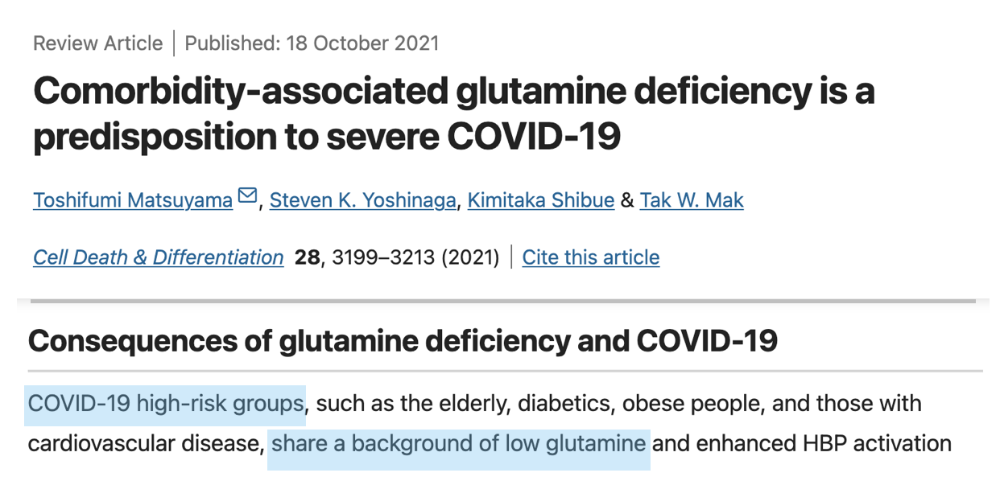 Review Article | Published: 18 October 2021
Comorbidity-associated glutamine deficiency is a
predisposition to severe COVID-19
Toshifumi Matsuyama, Steven K. Yoshinaga, Kimitaka Shibue & Tak W. Mak
Cell Death & Differentiation 28, 3199–3213 (2021) | Cite this article
Consequences of glutamine deficiency and COVID-19
COVID-19 high-risk groups, such as the elderly, diabetics, obese people, and those with
cardiovascular disease, share a background of low glutamine and enhanced HBP activation